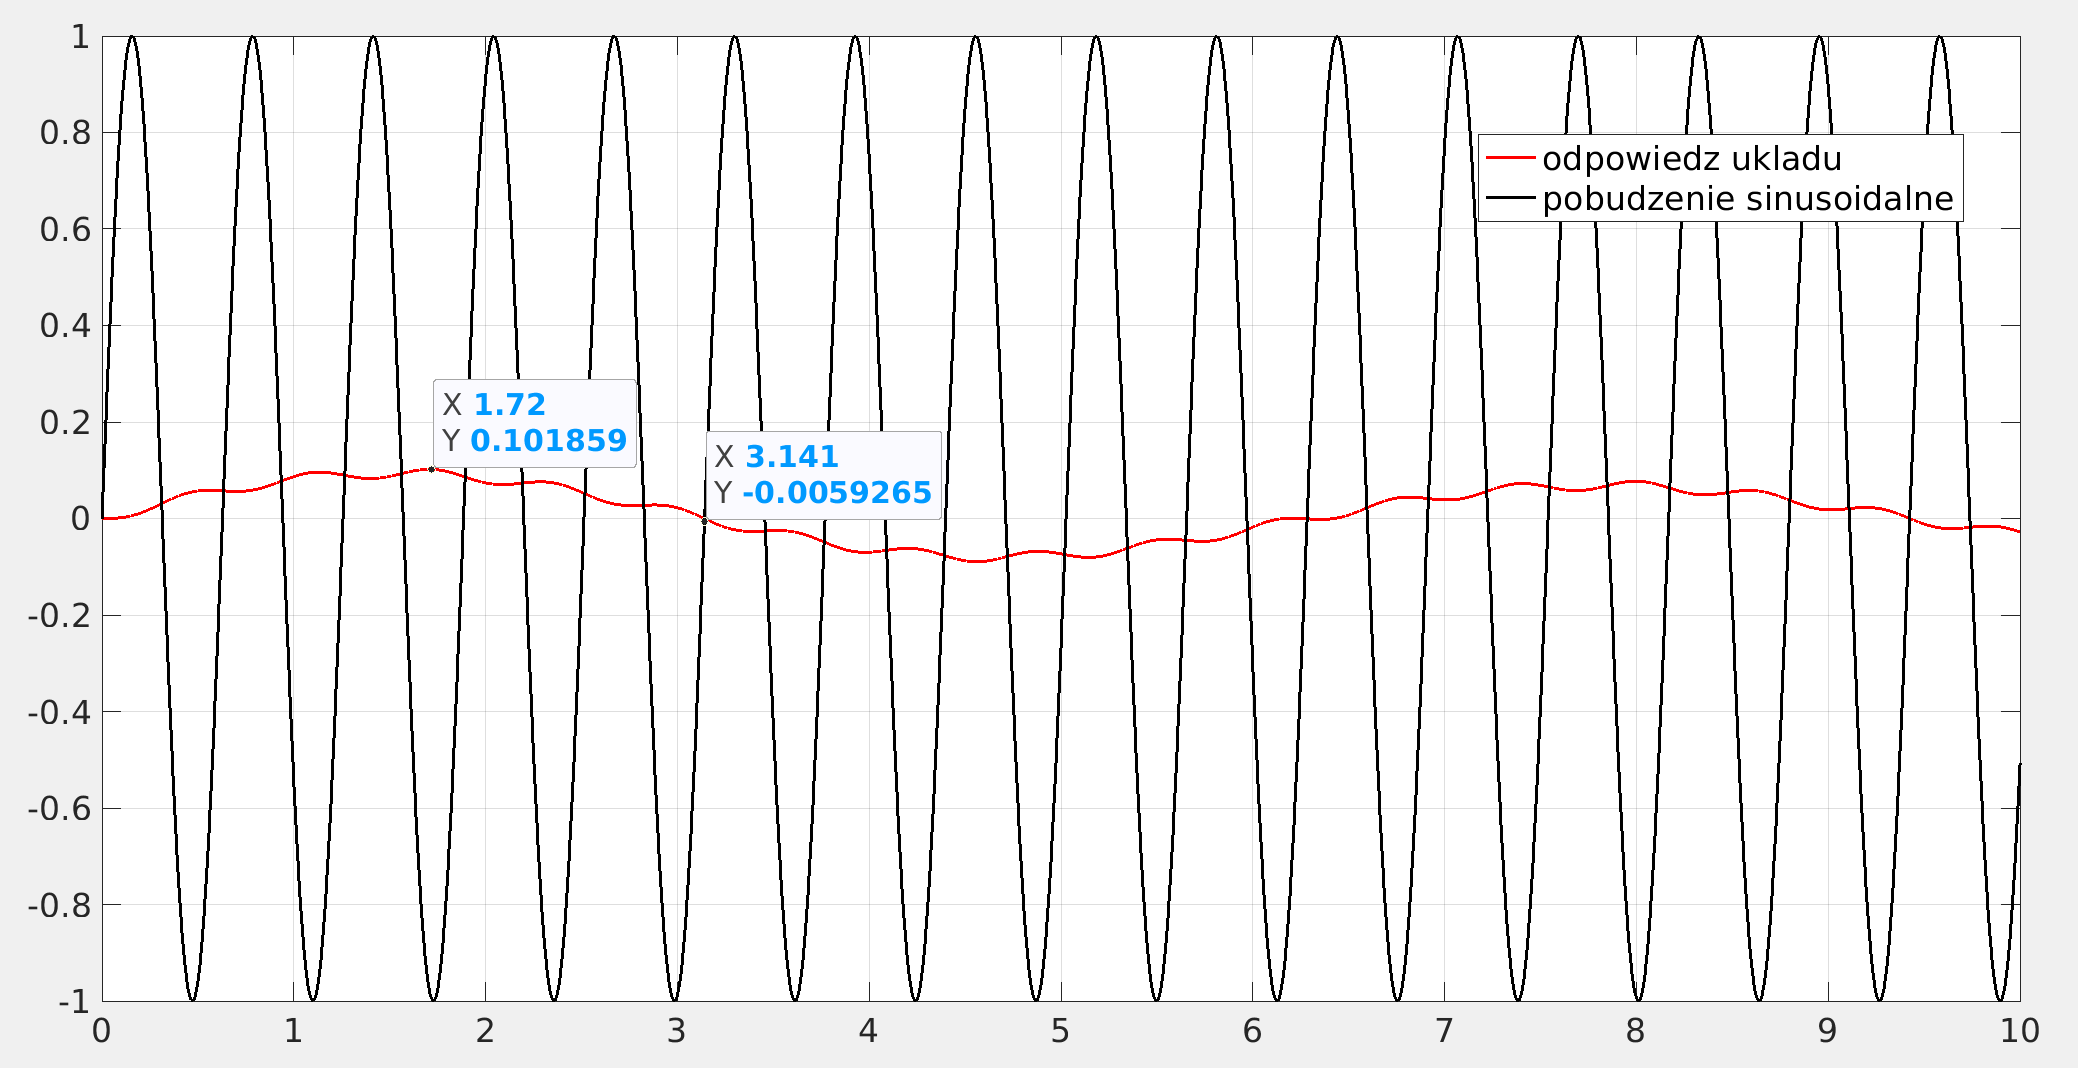 1
0.8
0.6
0.4
0.2
0
-0.2
-0.4
-0.6
-0.8
-1
odpowiedz ukladu
pobudzenie sinusoidalne
X 1.72
Y 0.101859
X 3.141
Y -0.0059265
0 1 2 3 4 5 6 7 8 9 10